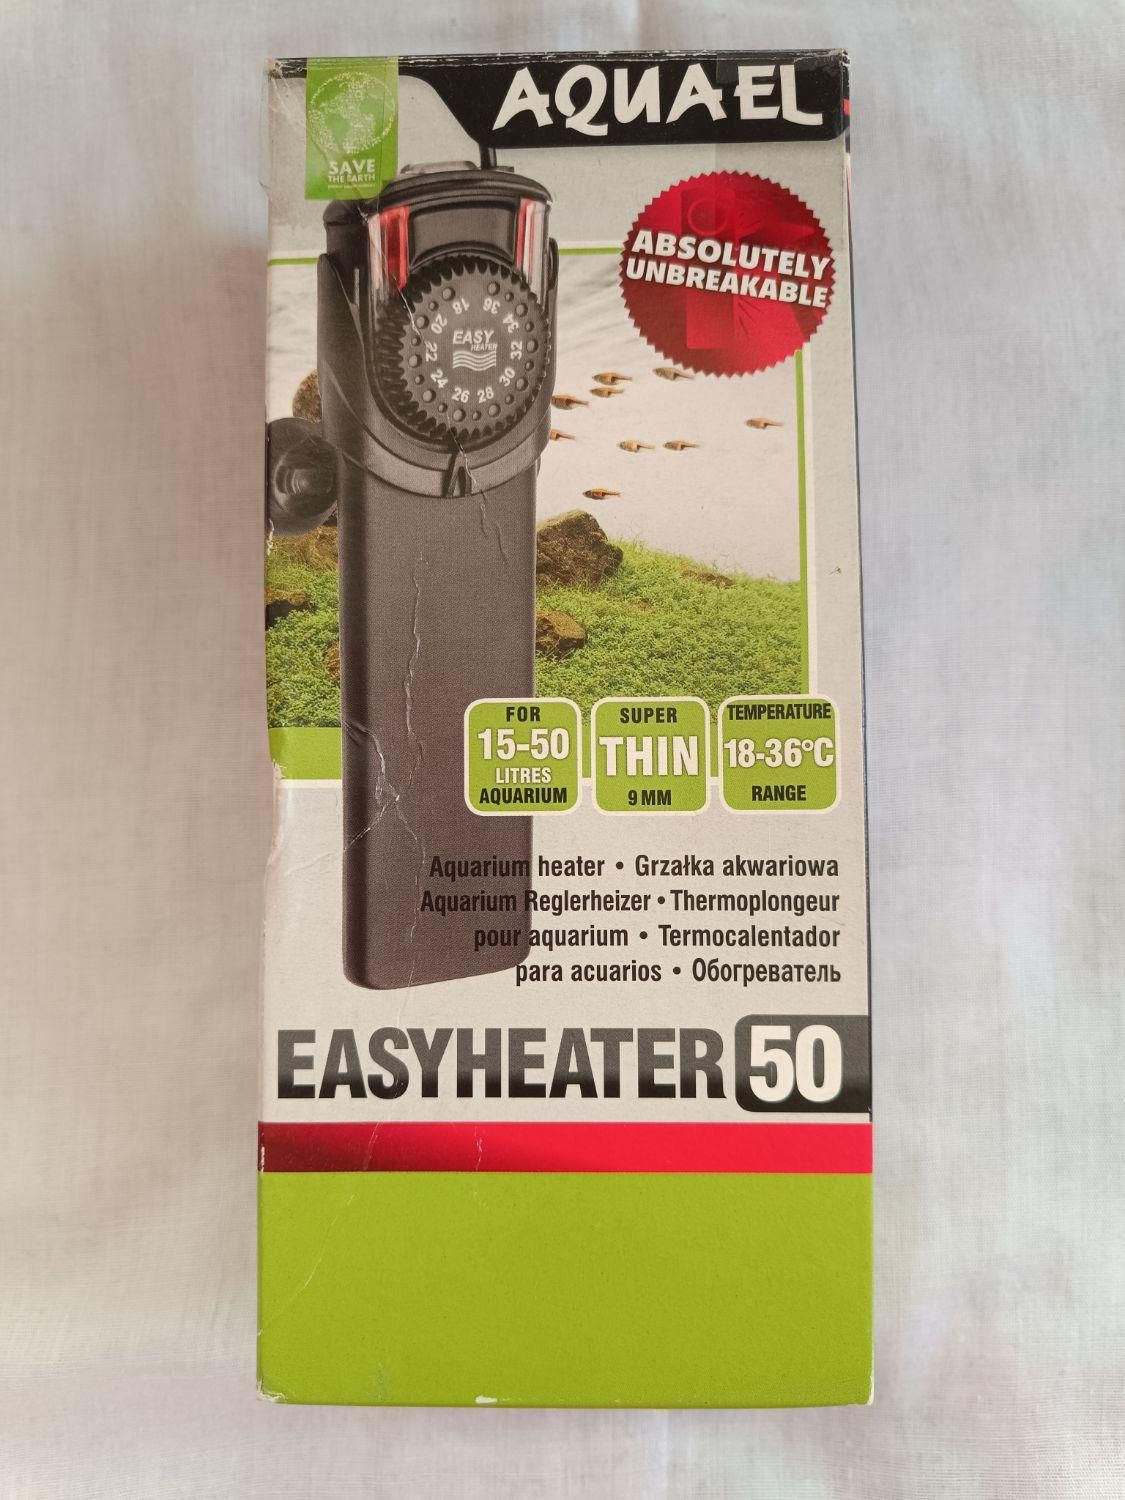 AQUAEL
SAVE
THE EARTH
ABSOLUTELY
UNBREAKABLE
18 20 22 24 26 28 30 32 34 36
EASY
HEATER
FOR
15-50
LITRES
AQUARIUM
SUPER
THIN
9 MM
TEMPERATURE
18-36°C
RANGE
Aquarium heater • Grzałka akwariowa
Aquarium Reglerheizer • Thermoplongeur
pour aquarium • Termocalentador
para acuarios • Обогреватель
EASYHEATER 50